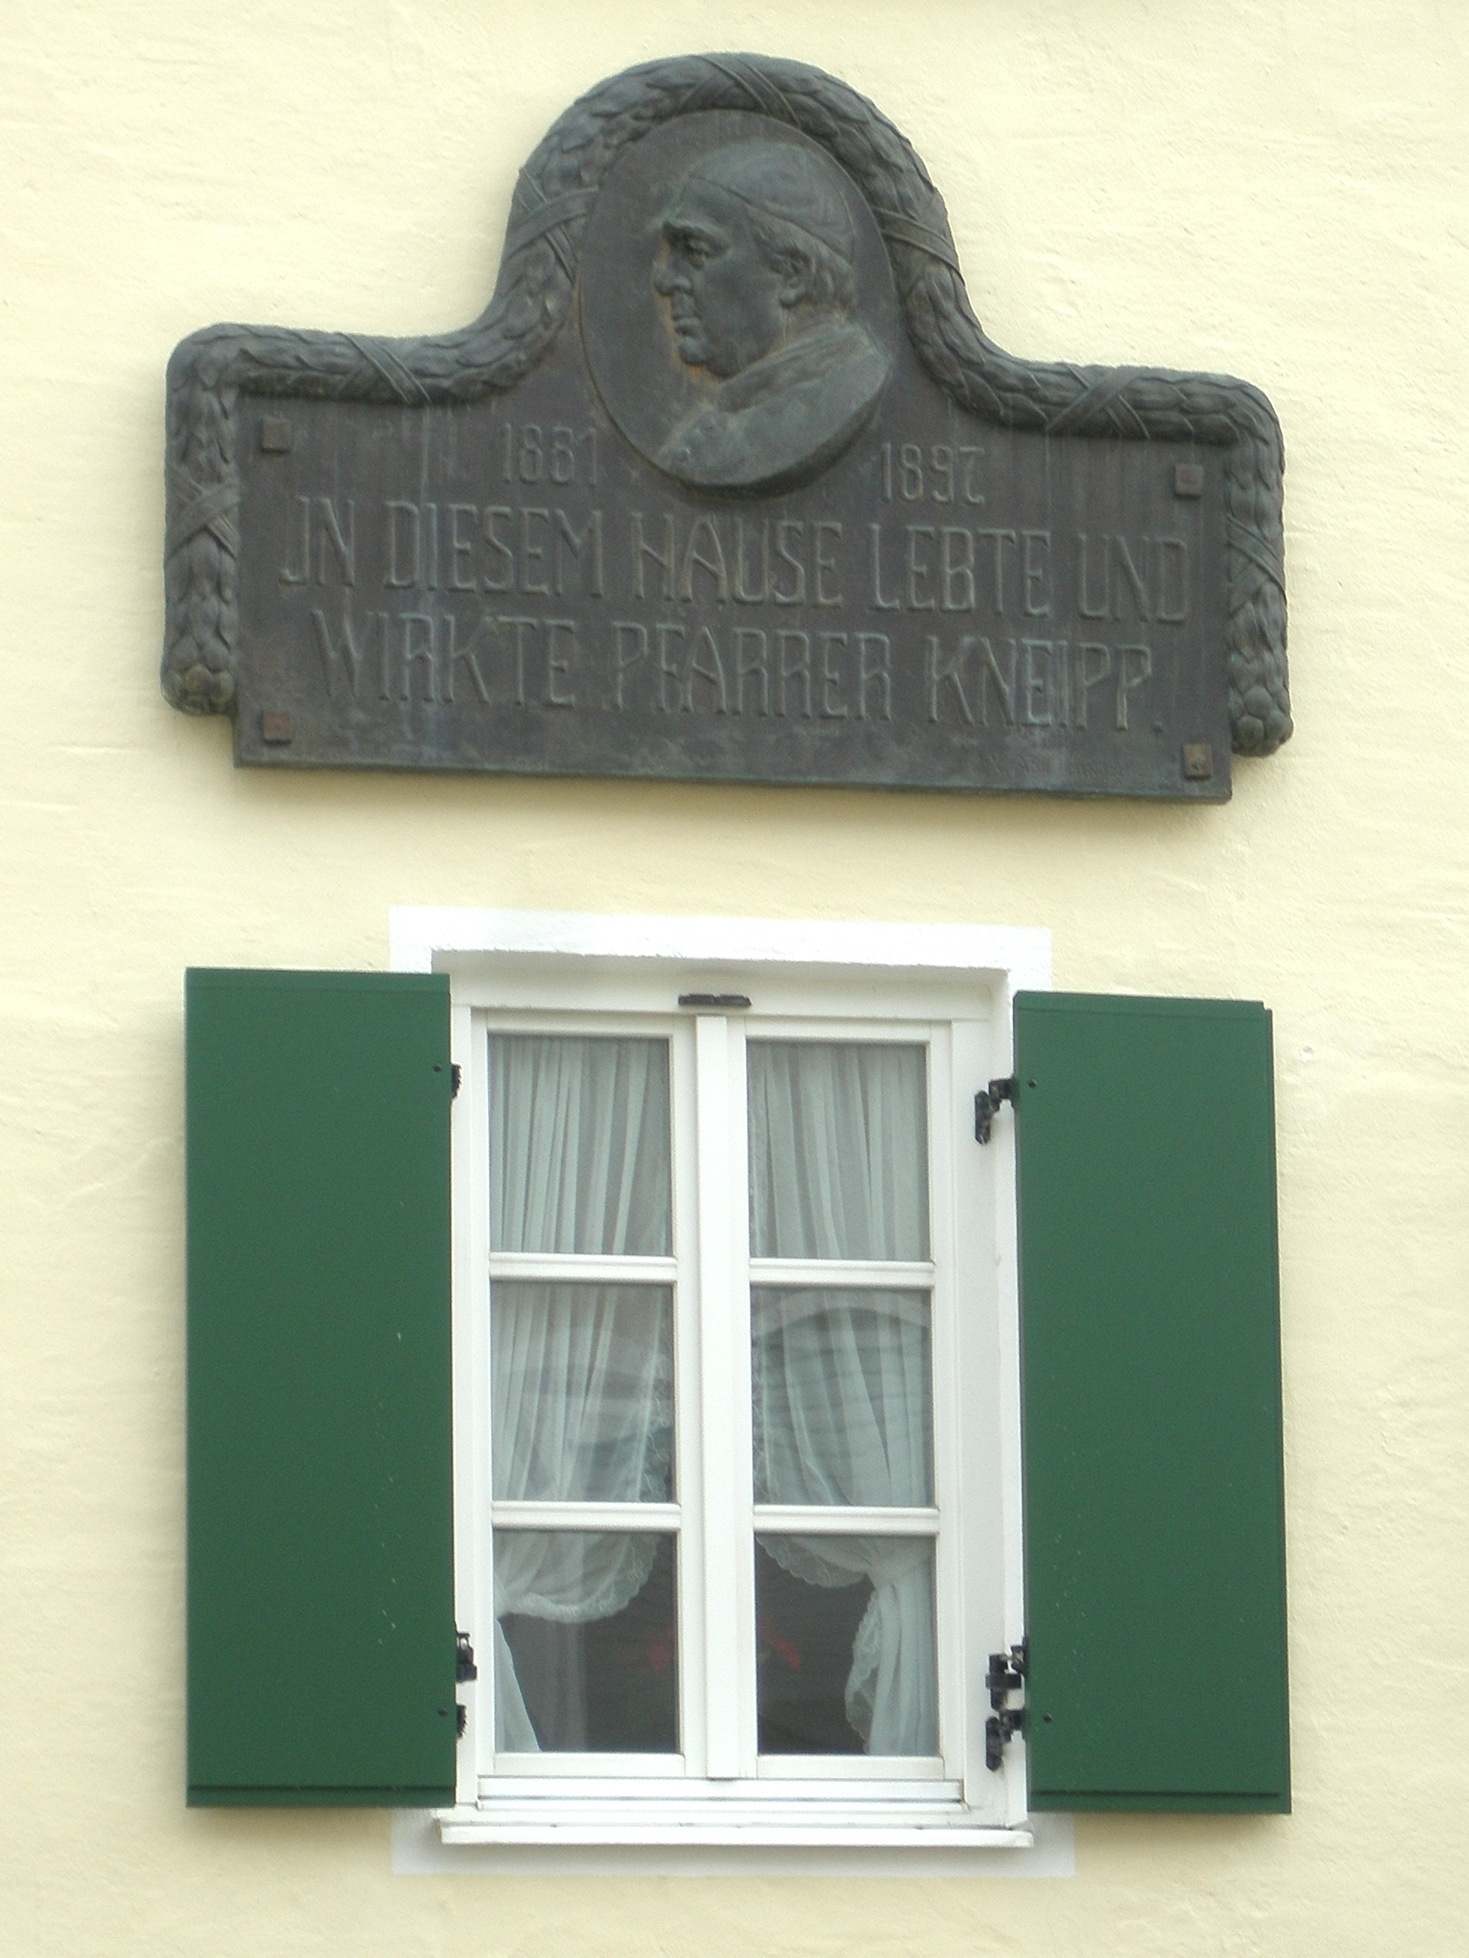 1881 1897
JN DIESEM HAUSE LEBTE UND
WIRKTE PFARRER KNEIPP.